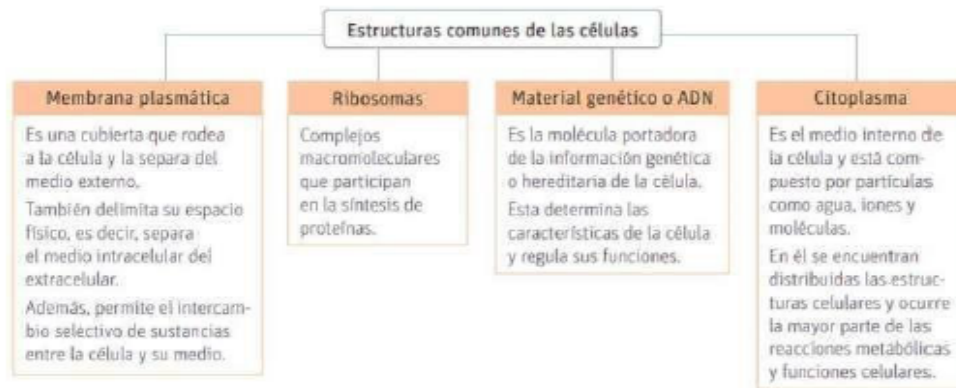 Estructuras comunes de las células
Membrana plasmática
Es una cubierta que rodea
a la célula y la separa del
medio externo.
También delimita su espacio
físico, es decir, separa
el medio intracelular del
extracelular.
Además, permite el intercam-
bio selectivo de sustancias
entre la célula y su medio.
Ribosomas
Complejos
macromoleculares
que participan
en la síntesis de
proteínas.
Material genético o ADN
Es la molécula portadora
de la información genética
o hereditaria de la célula.
Esta determina las
características de la célula
y regula sus funciones.
Citoplasma
Es el medio interno de
la célula y está com-
puesto por partículas
como agua, iones y
moléculas.
En él se encuentran
distribuidas las estruc-
turas celulares y ocurre
la mayor parte de las
reacciones metabólicas
y funciones celulares.